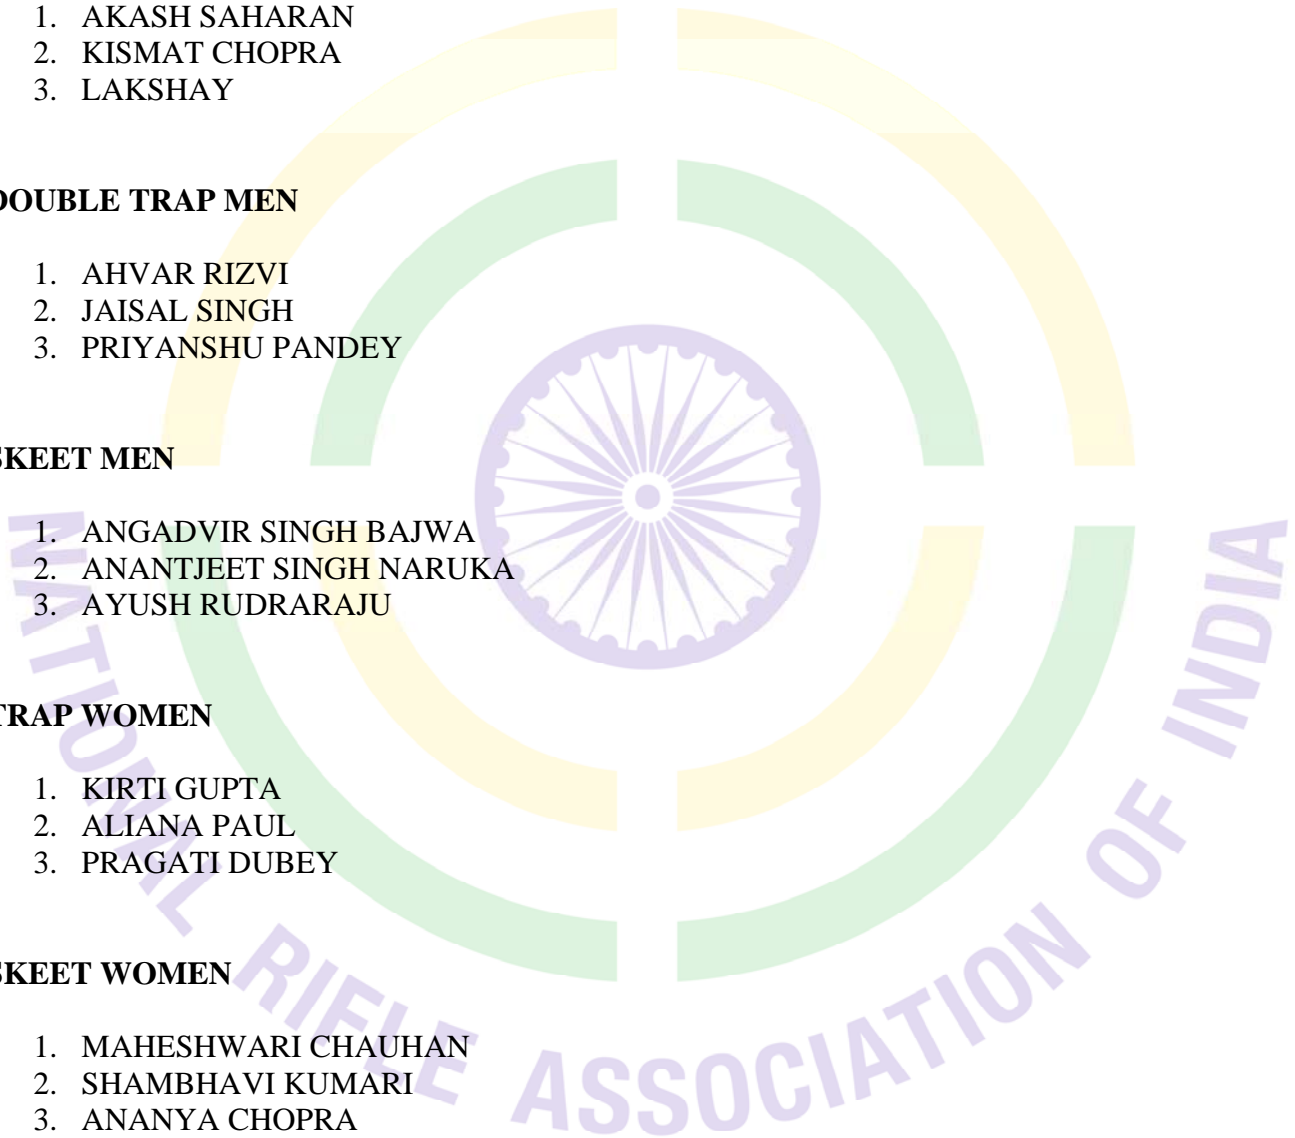 1. AKASH SAHARAN
2. KISMAT CHOPRA
3. LAKSHAY
DOUBLE TRAP MEN
1. AHVAR RIZVI
2. JAISAL SINGH
3. PRIYANSHU PANDEY
SKEET MEN
1. ANGADVIR SINGH BAJWA
2. ANANTJEET SINGH NARUKA
3. AYUSH RUDRARAJU
TRAP WOMEN
1. KIRTI GUPTA
2. ALIANA PAUL
3. PRAGATI DUBEY
SKEET WOMEN
1. MAHESHWARI CHAUHAN
2. SHAMBHAVI KUMARI
3. ANANYA CHOPRA
NATIONAL RIFLE ASSOCIATION OF INDIA